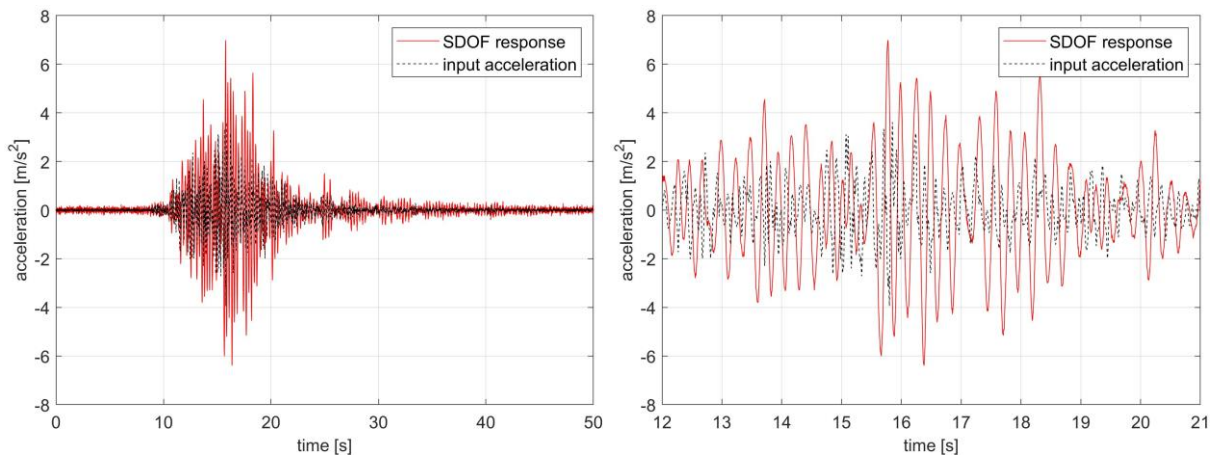 8
6
4
2
0
-2
-4
-6
-8
acceleration [m/s²]
SDOF response
input acceleration
0 10 20 30 40 50
time [s]
8
6
4
2
0
-2
-4
-6
-8
acceleration [m/s²]
SDOF response
input acceleration
12 13 14 15 16 17 18 19 20 21
time [s]